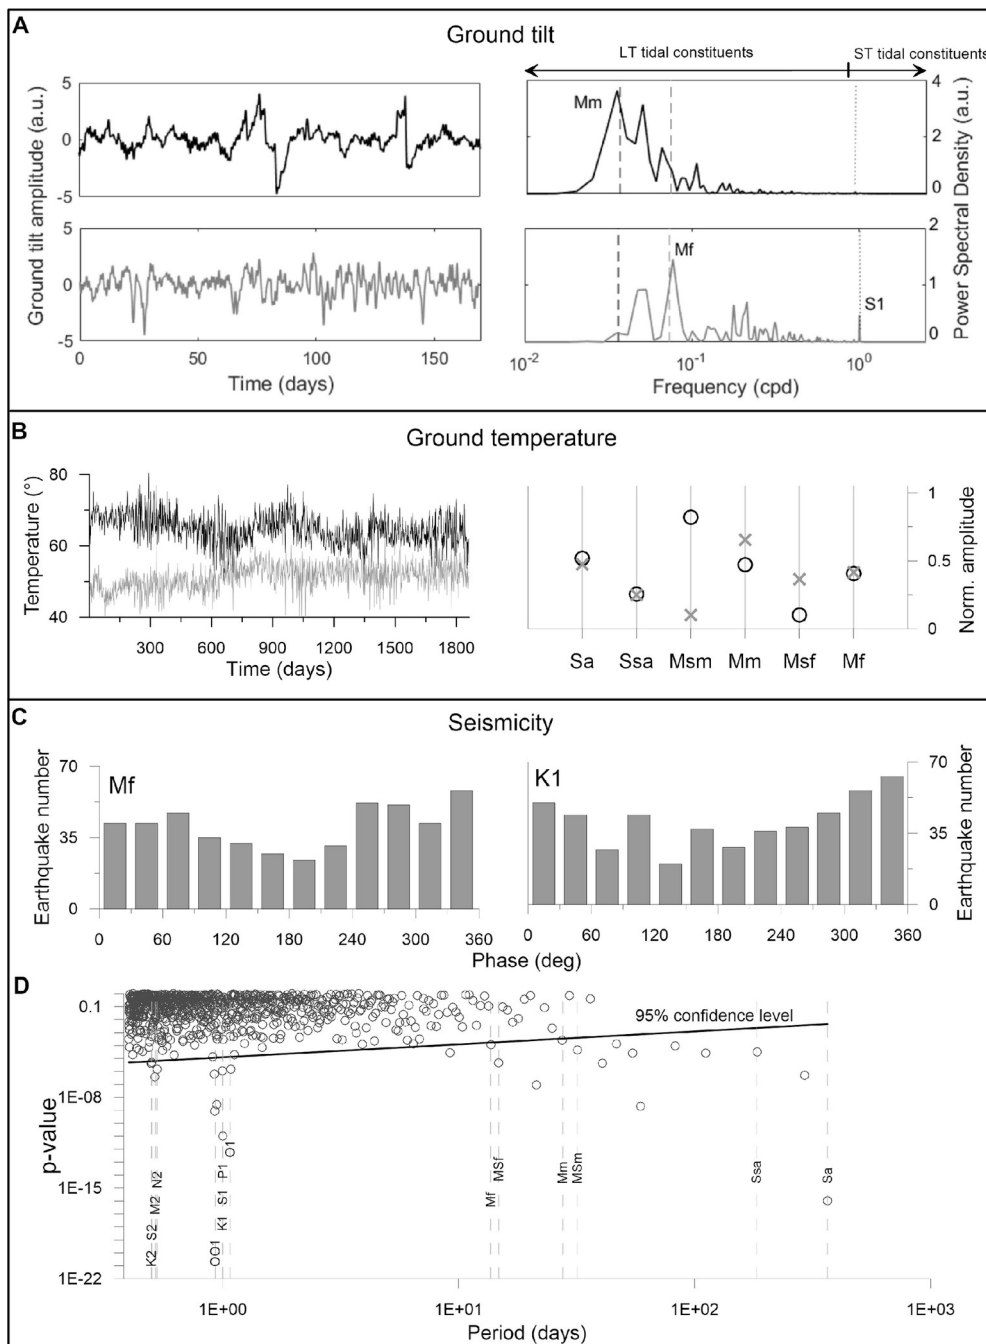 A
Ground tilt
LT tidal constituents
ST tidal constituents
Ground tilt amplitude (a.u.)
5
0
-5
5
0
-5
0
50
100
150
Time (days)
Mm
4
2
0
Mf
S1
2
1
0
Power Spectral Density (a.u.)
10-2
10-1
100
Frequency (cpd)
B
Ground temperature
Temperature (°)
80
60
40
300
600
900
1200
1500
1800
Time (days)
1
0.5
0
Norm. amplitude
Sa
Ssa
Msm
Mm
Msf
Mf
C
Seismicity
Earthquake number
70
35
0
Mf
0
60
120
180
240
300
360
K1
70
35
0
Earthquake number
0
60
120
180
240
300
360
Phase (deg)
D
p-value
0.1
1E-08
1E-15
1E-22
95% confidence level
K2
S2
M2
N2
OO1
K1
S1
P1
O1
Mf
MSf
Mm
MSm
Ssa
Sa
1E+00
1E+01
1E+02
1E+03
Period (days)